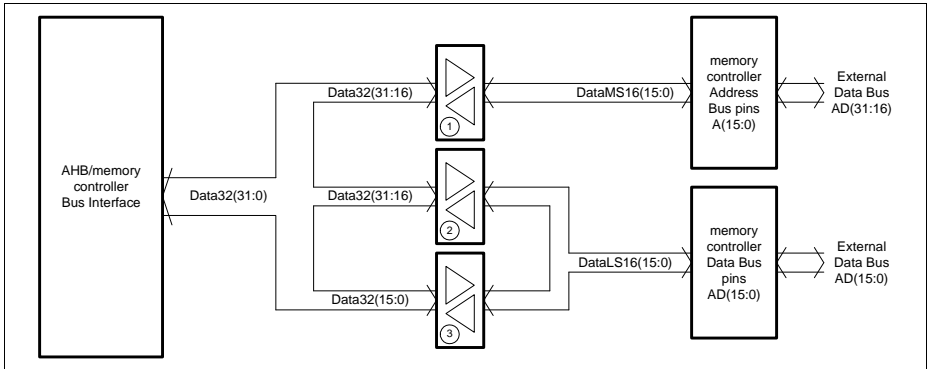 AHB/memory
controller
Bus Interface
Data32(31:0)
Data32(31:16)
1
DataMS16(15:0)
memory
controller
Address
Bus pins
A(15:0)
External
Data Bus
AD(31:16)
Data32(31:16)
2
Data32(15:0)
3
DataLS16(15:0)
memory
controller
Data Bus
pins
AD(15:0)
External
Data Bus
AD(15:0)